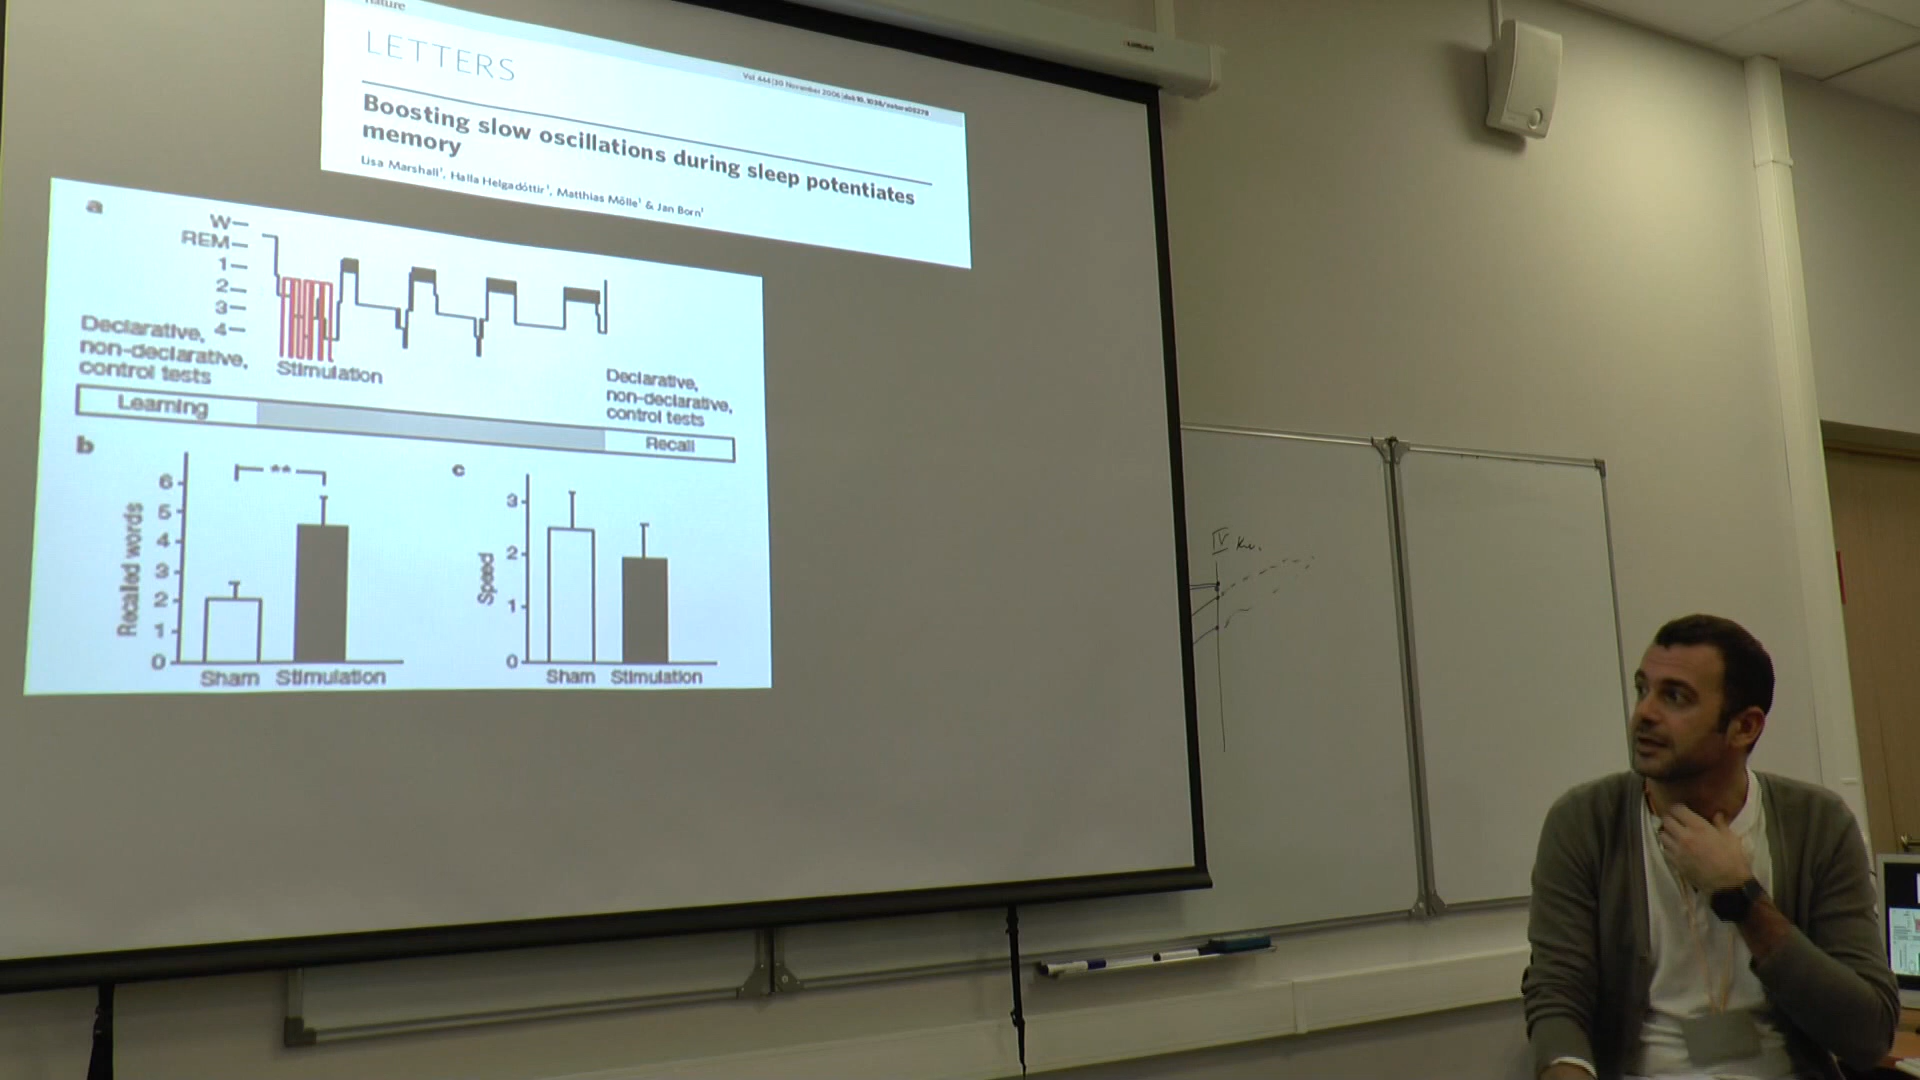 nature
LETTERS
Vol 444|30 November 2006|doi:10.1038/nature05278
Boosting slow oscillations during sleep potentiates
memory
Lisa Marshall¹, Halla Helgadóttir¹, Matthias Mölle¹ & Jan Born¹
a
W
REM
1
2
3
4
Declarative,
non-declarative,
control tests
Stimulation
Declarative,
non-declarative,
control tests
Learning
Recall
b
**
6
5
4
3
2
1
0
Recalled words
Sham Stimulation
c
3
2
1
0
Speed
Sham Stimulation
IV